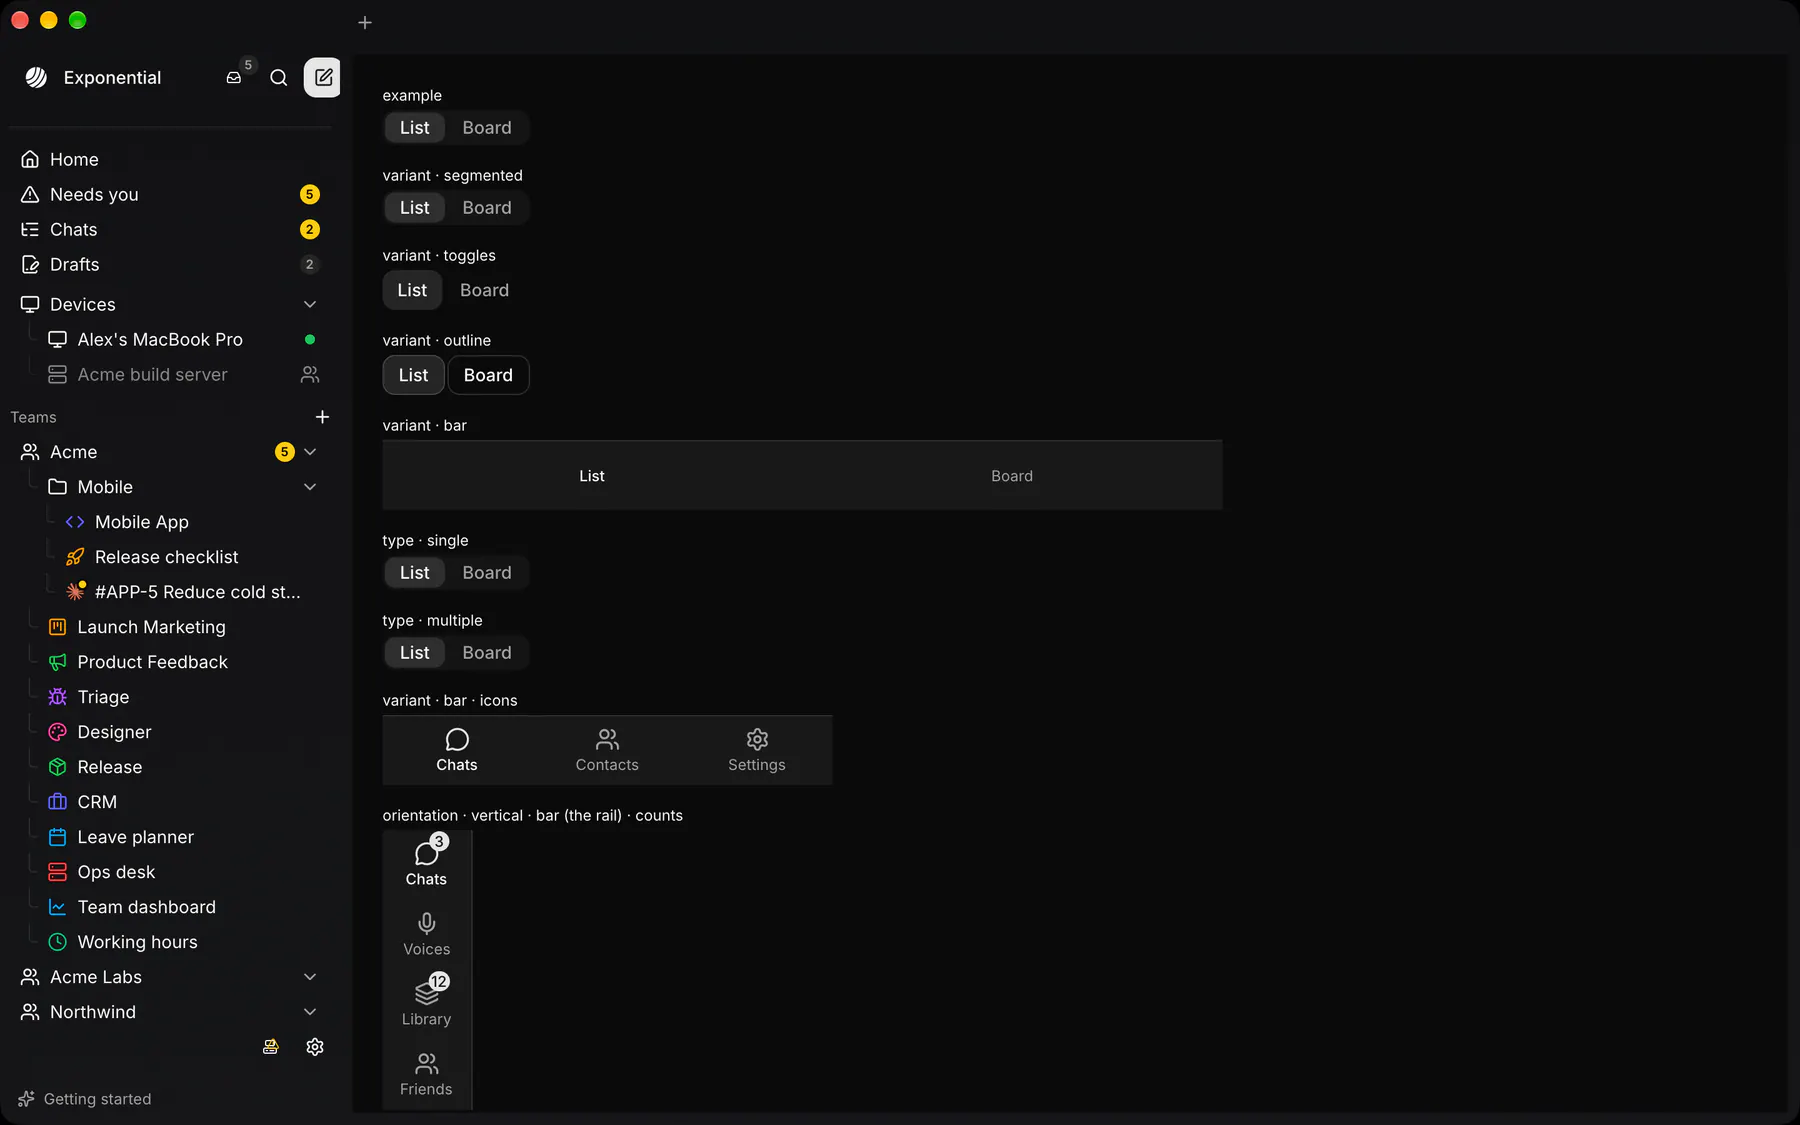 Exponential
5
Home
Needs you
5
Chats
2
Drafts
2
Devices
Alex's MacBook Pro
Acme build server
Teams
Acme
5
Mobile
Mobile App
Release checklist
#APP-5 Reduce cold st...
Launch Marketing
Product Feedback
Triage
Designer
Release
CRM
Leave planner
Ops desk
Team dashboard
Working hours
Acme Labs
Northwind
Getting started
example
List Board
variant · segmented
List Board
variant · toggles
List Board
variant · outline
List Board
variant · bar
List Board
type · single
List Board
type · multiple
List Board
variant · bar · icons
Chats Contacts Settings
orientation · vertical · bar (the rail) · counts
3
Chats
Voices
12
Library
Friends